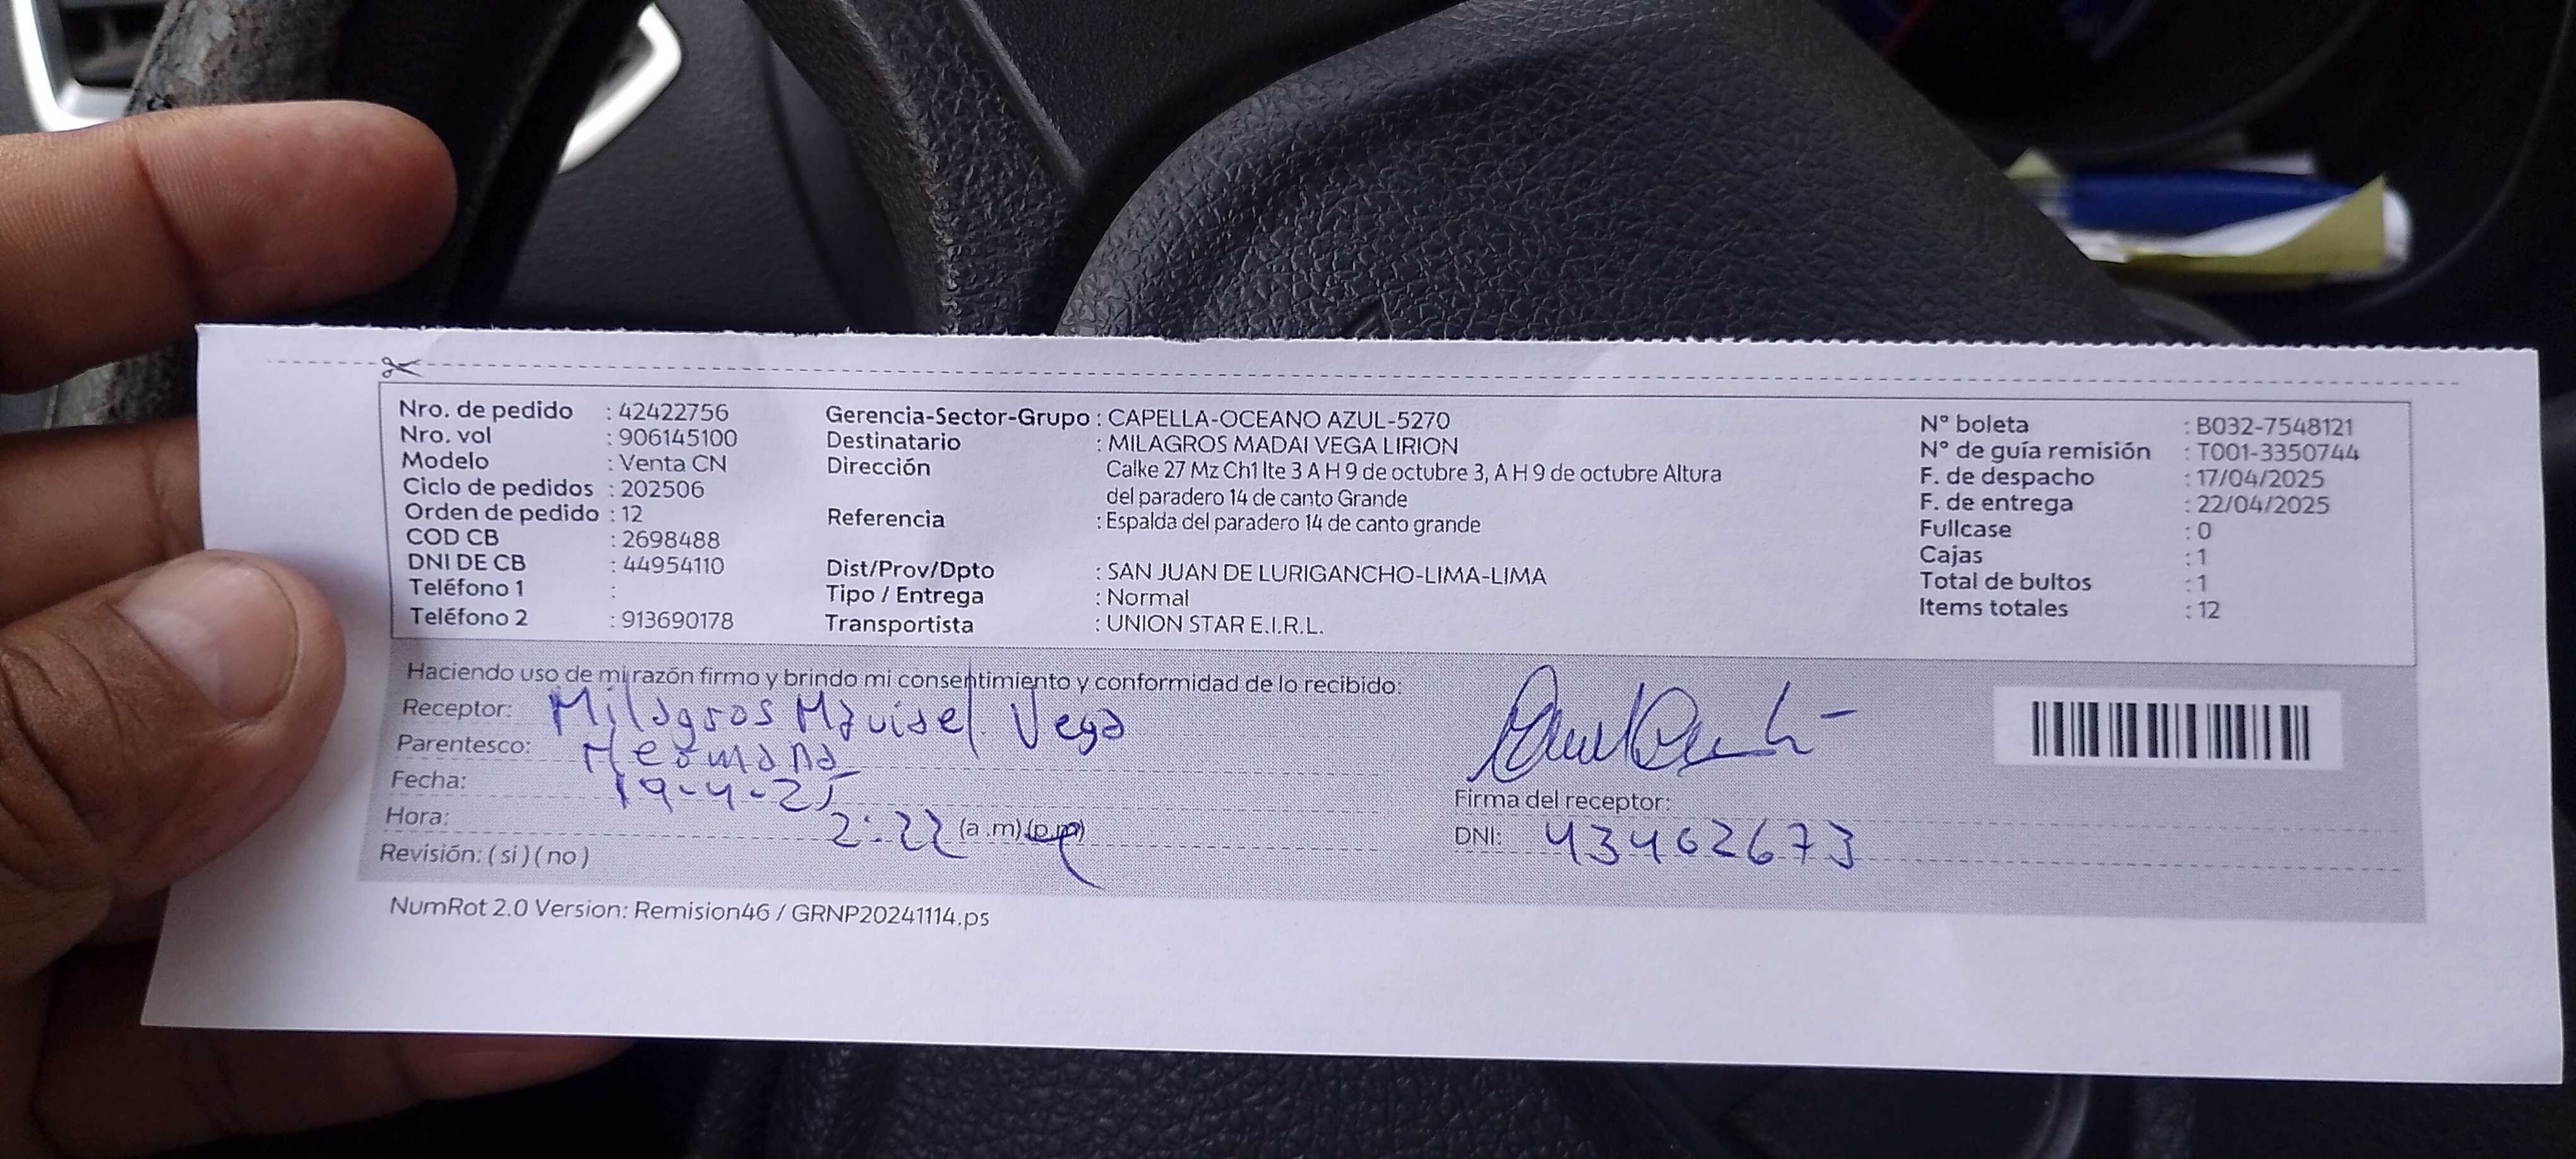 Nro. de pedido : 42422756
Nro. vol : 906145100
Modelo : Venta CN
Ciclo de pedidos : 202506
Orden de pedido : 12
COD CB : 2698488
DNI DE CB : 44954110
Teléfono 1 :
Teléfono 2 : 913690178
Gerencia-Sector-Grupo : CAPELLA-OCEANO AZUL-5270
Destinatario : MILAGROS MADAI VEGA LIRION
Dirección Calke 27 Mz Ch1 lte 3 A H 9 de octubre 3, A H 9 de octubre Altura
del paradero 14 de canto Grande
Referencia : Espalda del paradero 14 de canto grande
Dist/Prov/Dpto : SAN JUAN DE LURIGANCHO-LIMA-LIMA
Tipo / Entrega : Normal
Transportista : UNION STAR E.I.R.L.
N° boleta : B032-7548121
N° de guía remisión : T001-3350744
F. de despacho : 17/04/2025
F. de entrega : 22/04/2025
Fullcase : 0
Cajas : 1
Total de bultos : 1
Items totales : 12
Haciendo uso de mi razón firmo y brindo mi consentimiento y conformidad de lo recibido:
Receptor: Milagros Mavisel Vega
Parentesco: Hermana
Fecha: 19-4-25
Hora: 2:22 (a.m) (p.m)
Revisión: ( si ) ( no )
Firma del receptor:
DNI: 43462673
NumRot 2.0 Version: Remision46 / GRNP20241114.ps